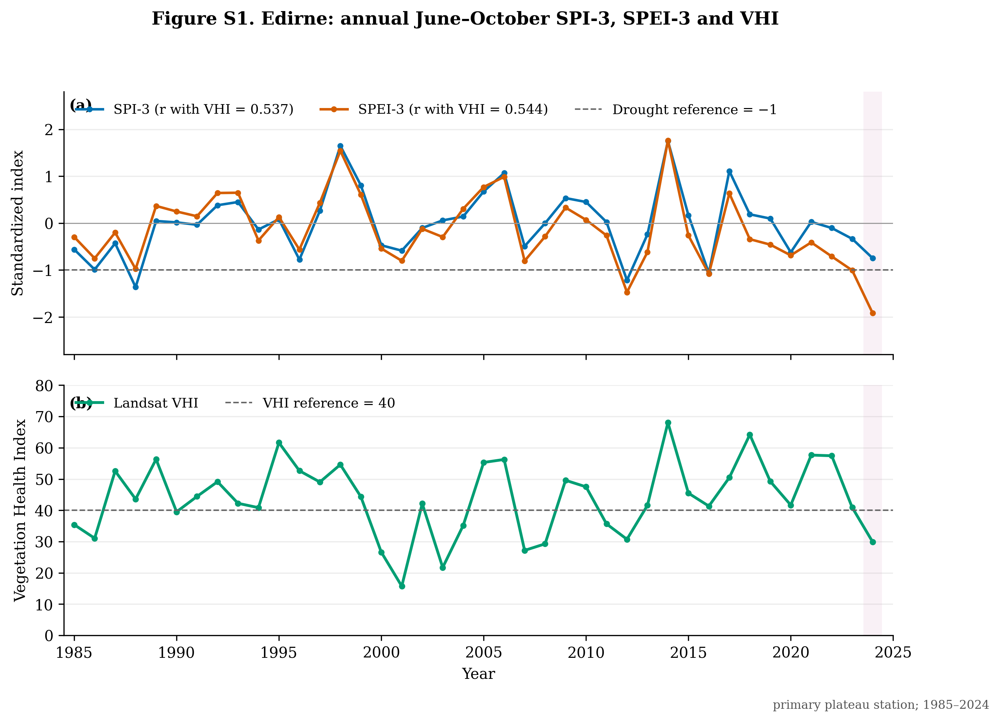 Figure S1. Edirne: annual June–October SPI-3, SPEI-3 and VHI
(a)
SPI-3 (r with VHI = 0.537)
SPEI-3 (r with VHI = 0.544)
Drought reference = −1
Standardized index
2
1
0
−1
−2
(b)
Landsat VHI
VHI reference = 40
Vegetation Health Index
80
70
60
50
40
30
20
10
0
1985 1990 1995 2000 2005 2010 2015 2020 2025
Year
primary plateau station; 1985–2024